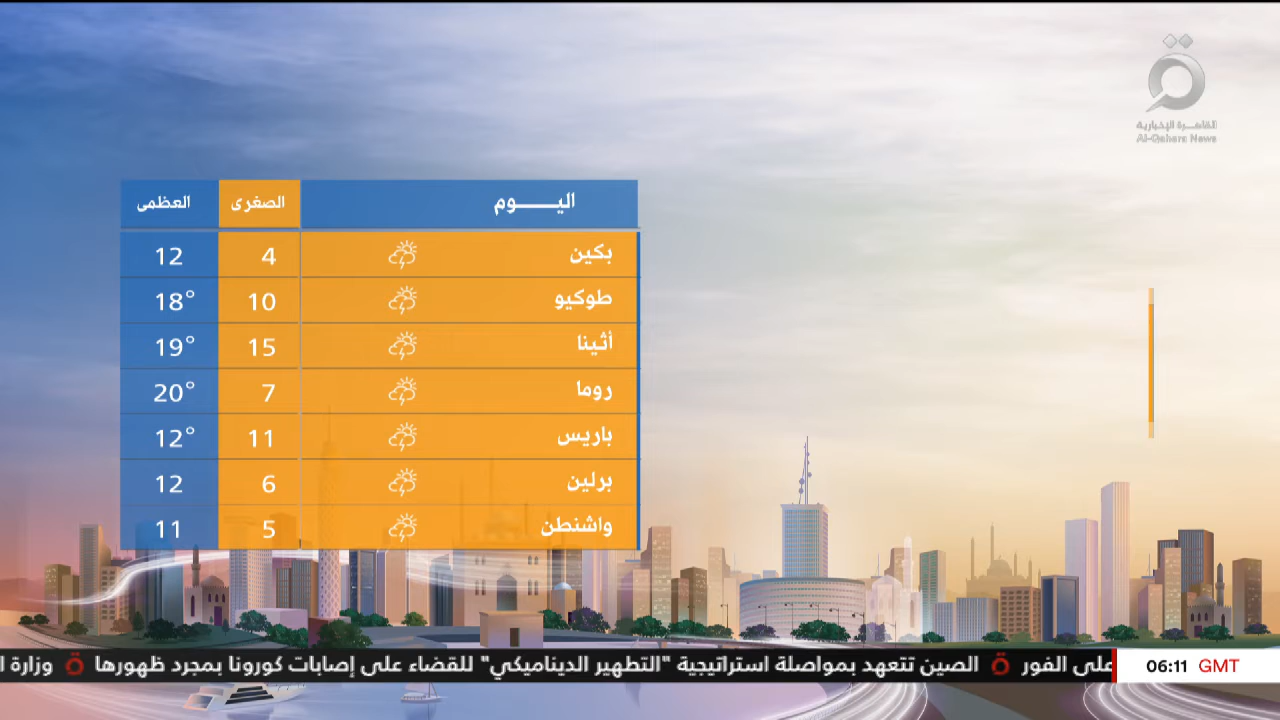 القاهرة الإخبارية
Al-Qahera News
اليـــــوم الصغرى العظمى
بكين 4 12
طوكيو 10 18°
أثينا 15 19°
روما 7 20°
باريس 11 12°
برلين 6 12
واشنطن 5 11
على الفور الصين تتعهد بمواصلة استراتيجية "التطهير الديناميكي" للقضاء على إصابات كورونا بمجرد ظهورها وزارة ا
06:11 GMT